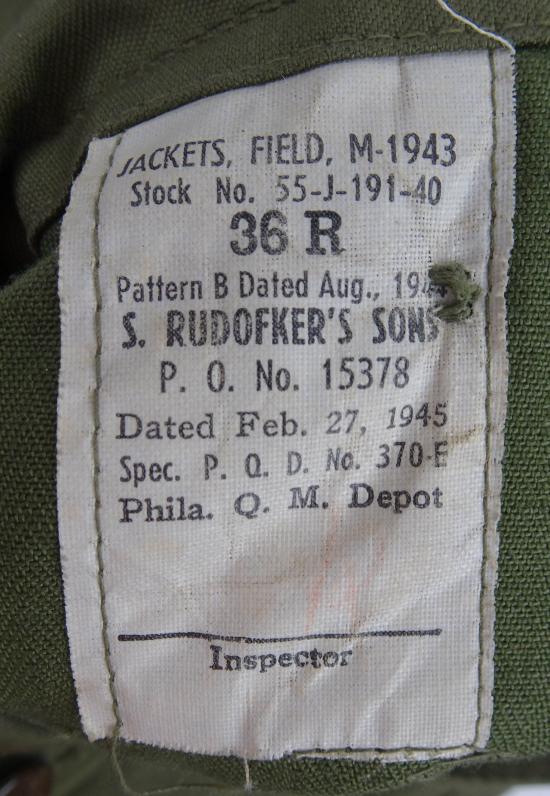 JACKETS, FIELD, M-1943
Stock No. 55-J-191-40
36 R
Pattern B Dated Aug., 194
S. RUDOFKER'S SONS
P. O. No. 15378
Dated Feb. 27, 1945
Spec. P. Q. D. No. 370-E
Phila. Q. M. Depot
Inspector